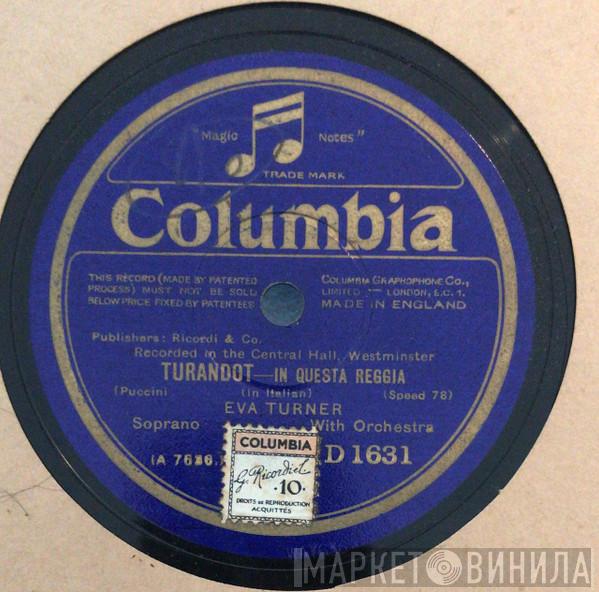 Magic Notes"
TRADE MARK
Columbia
THIS RECORD (MADE BY PATENTED
PROCESS) MUST NOT BE SOLD
BELOW PRICE FIXED BY PATENTEES
COLUMBIA GRAPHOPHONE CO.,
LIMITED LONDON, E.C.1.
MADE IN ENGLAND
Publishers: Ricordi & Co.
Recorded in the Central Hall, Westminster
TURANDOT—IN QUESTA REGGIA
(Puccini) (In Italian) (Speed 78)
EVA TURNER
Soprano With Orchestra
D 1631
COLUMBIA
G. Ricordi
·10·
DROITS DE REPRODUCTION
ACQUITTÉS
МАРКЕТ ВИНИЛА